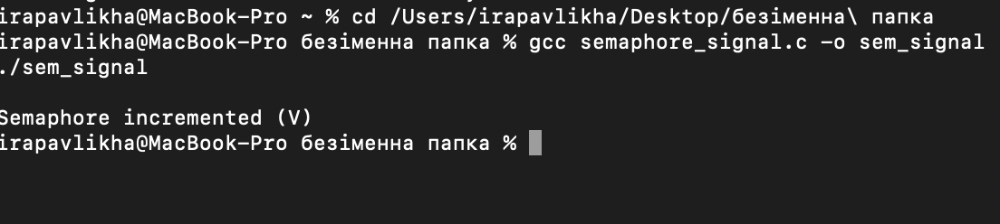 irapavlikha@MacBook-Pro ~ % cd /Users/irapavlikha/Desktop/безіменна\ папка
irapavlikha@MacBook-Pro безіменна папка % gcc semaphore_signal.c -o sem_signal
./sem_signal
Semaphore incremented (V)
irapavlikha@MacBook-Pro безіменна папка %